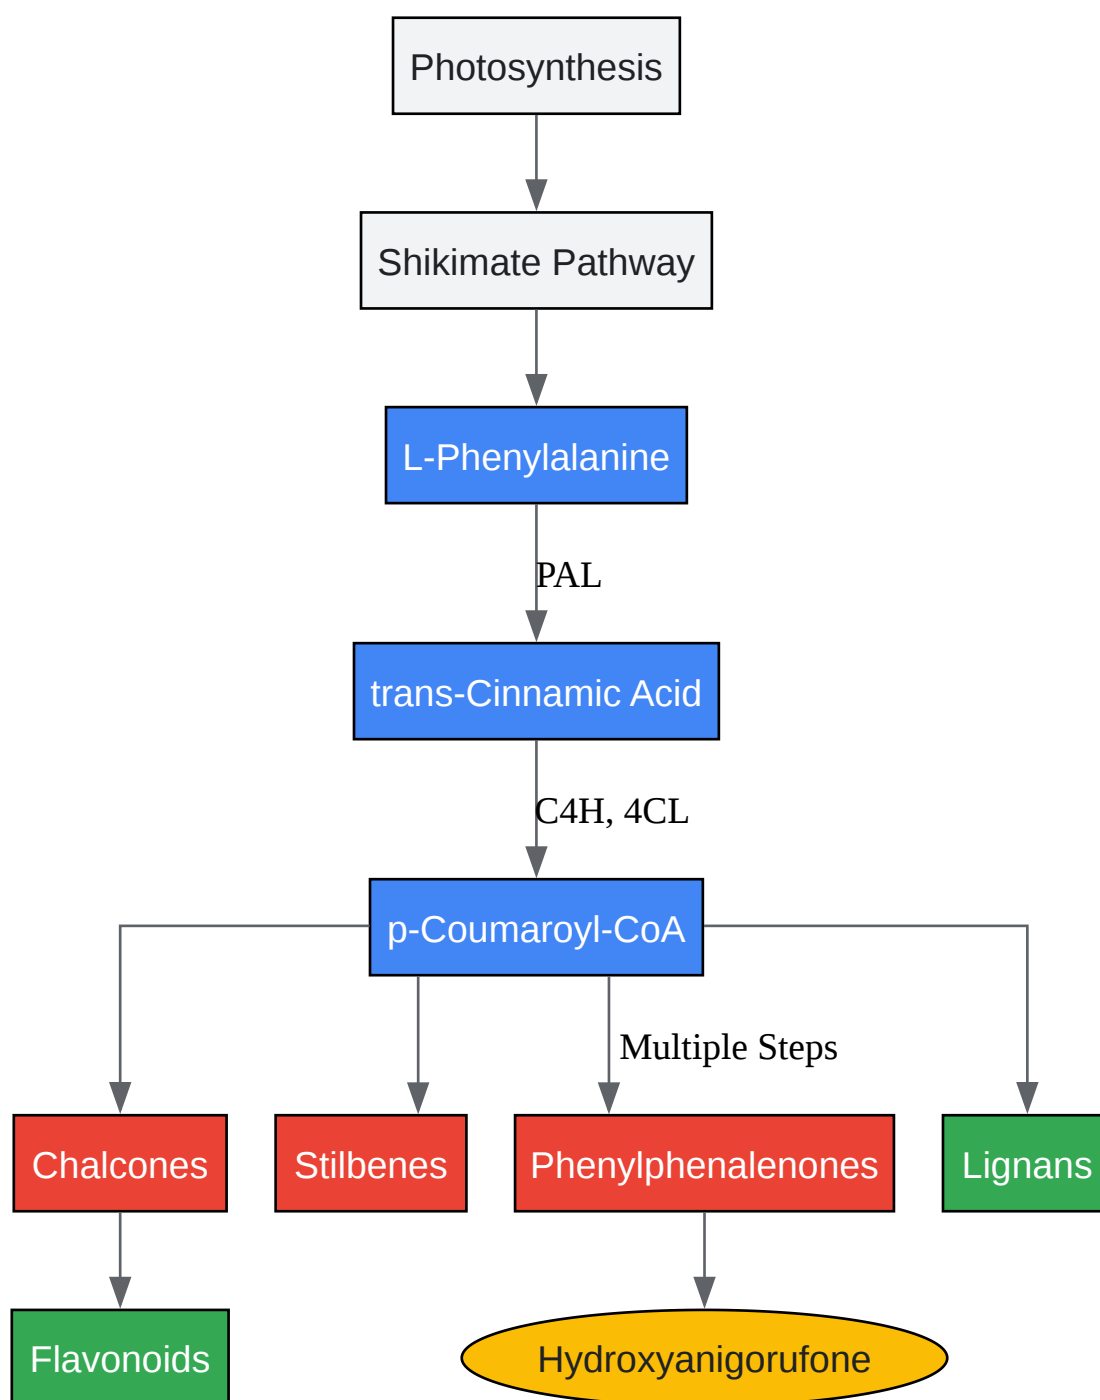 Photosynthesis
Shikimate Pathway
L-Phenylalanine
PAL
trans-Cinnamic Acid
C4H, 4CL
p-Coumaroyl-CoA
Multiple Steps
Chalcones
Stilbenes
Phenylphenalenones
Lignans
Flavonoids
Hydroxyanigorufone